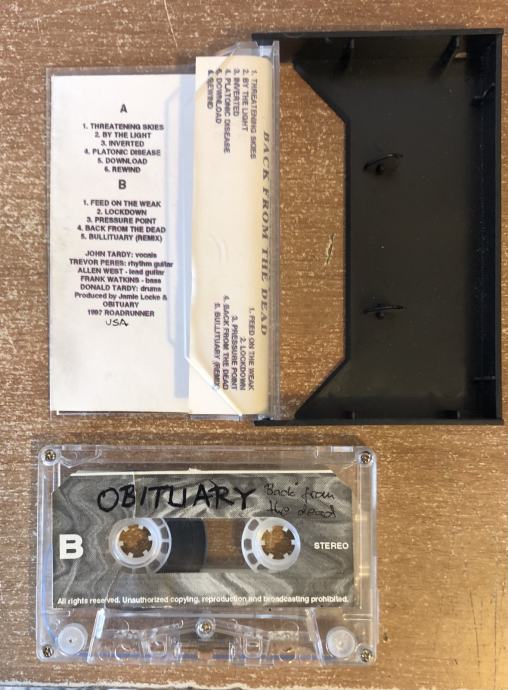 A
1. THREATENING SKIES
2. BY THE LIGHT
3. INVERTED
4. PLATONIC DISEASE
5. DOWNLOAD
6. REWIND
B
1. FEED ON THE WEAK
2. LOCKDOWN
3. PRESSURE POINT
4. BACK FROM THE DEAD
5. BULLITUARY (REMIX)
JOHN TARDY: vocals
TREVOR PERES: rhythm guitar
ALLEN WEST - lead guitar
FRANK WATKINS - bass
DONALD TARDY: drums
Produced by Jamie Locke &
OBITUARY
1997 ROADRUNNER
USA
BACK FROM THE DEAD
1. THREATENING SKIES
2. BY THE LIGHT
3. INVERTED
4. PLATONIC DISEASE
5. DOWNLOAD
6. REWIND
1. FEED ON THE WEAK
2. LOCKDOWN
3. PRESSURE POINT
4. BACK FROM THE DEAD
5. BULLITUARY (REMIX)
OBITUARY "Back from
the dead
B
STEREO
All rights reserved. Unauthorized copying, reproduction and broadcasting prohibited.